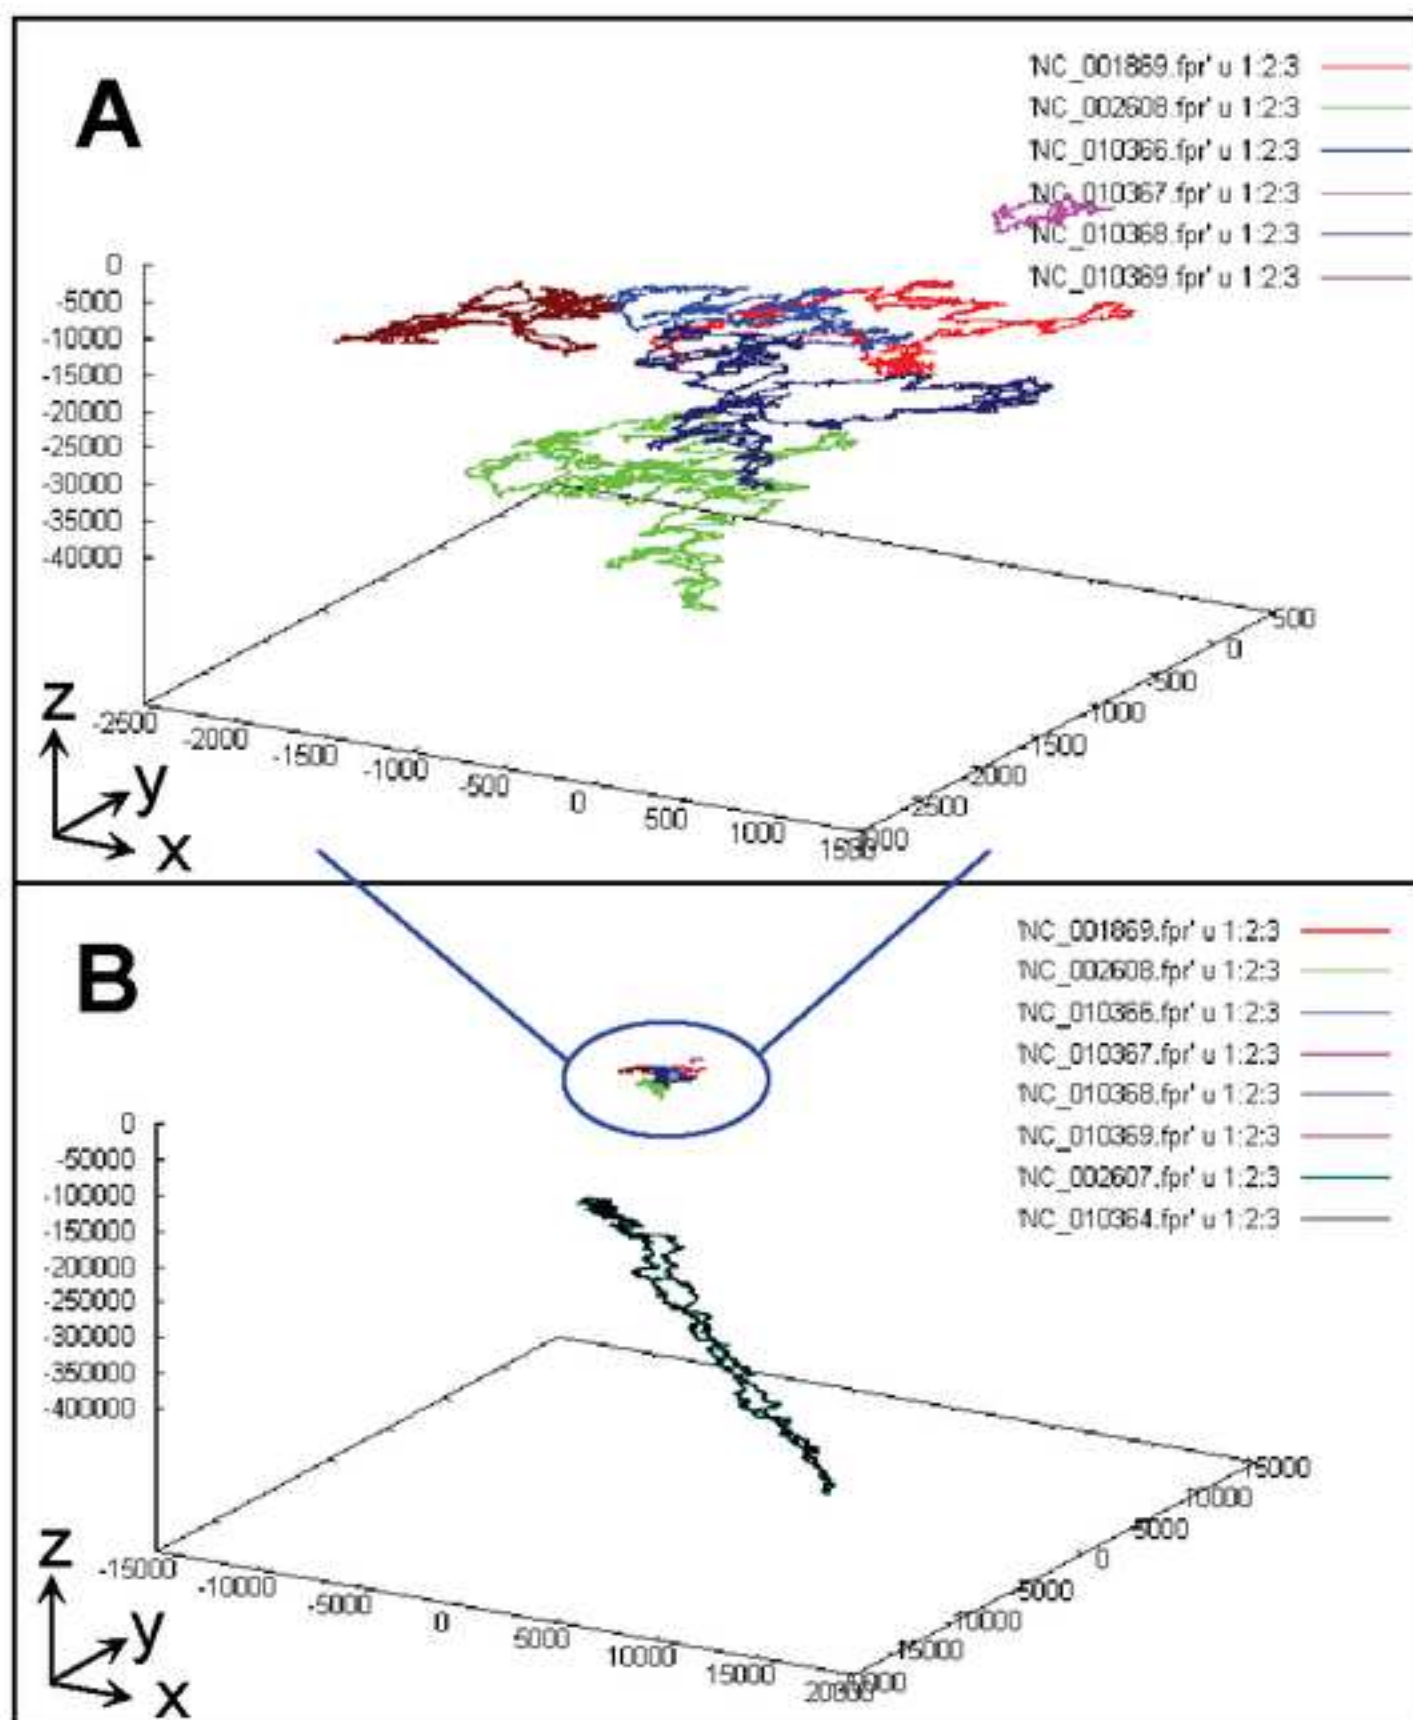 A
'NC_001869.fpr' u 1:2:3
'NC_002608.fpr' u 1:2:3
'NC_010366.fpr' u 1:2:3
'NC_010367.fpr' u 1:2:3
'NC_010368.fpr' u 1:2:3
'NC_010369.fpr' u 1:2:3
0
-5000
-10000
-15000
-20000
-25000
-30000
-35000
-40000
500
0
-500
-1000
-1500
-2000
-2500
-2500
-2000
-1500
-1000
-500
0
500
1000
z
y
x
B
'NC_001869.fpr' u 1:2:3
'NC_002608.fpr' u 1:2:3
'NC_010366.fpr' u 1:2:3
'NC_010367.fpr' u 1:2:3
'NC_010368.fpr' u 1:2:3
'NC_010369.fpr' u 1:2:3
'NC_002607.fpr' u 1:2:3
'NC_010364.fpr' u 1:2:3
0
-50000
-100000
-150000
-200000
-250000
-300000
-350000
-400000
15000
10000
5000
0
-5000
-10000
-15000
-15000
-10000
-5000
0
5000
10000
15000
z
y
x